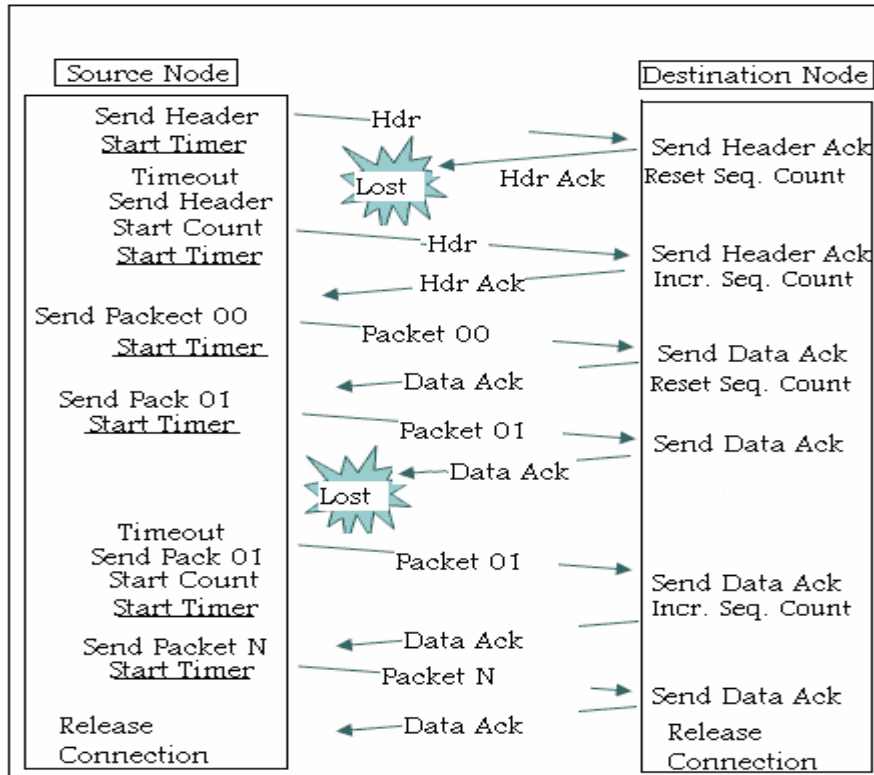 Source Node
Destination Node
Send Header
Start Timer
Hdr
Send Header Ack
Reset Seq. Count
Hdr Ack
Lost
Timeout
Send Header
Start Count
Start Timer
Hdr
Send Header Ack
Incr. Seq. Count
Hdr Ack
Send Packect 00
Start Timer
Packet 00
Send Data Ack
Reset Seq. Count
Data Ack
Send Pack 01
Start Timer
Packet 01
Send Data Ack
Data Ack
Lost
Timeout
Send Pack 01
Start Count
Start Timer
Packet 01
Send Data Ack
Incr. Seq. Count
Data Ack
Send Packet N
Start Timer
Packet N
Send Data Ack
Data Ack
Release
Connection
Release
Connection